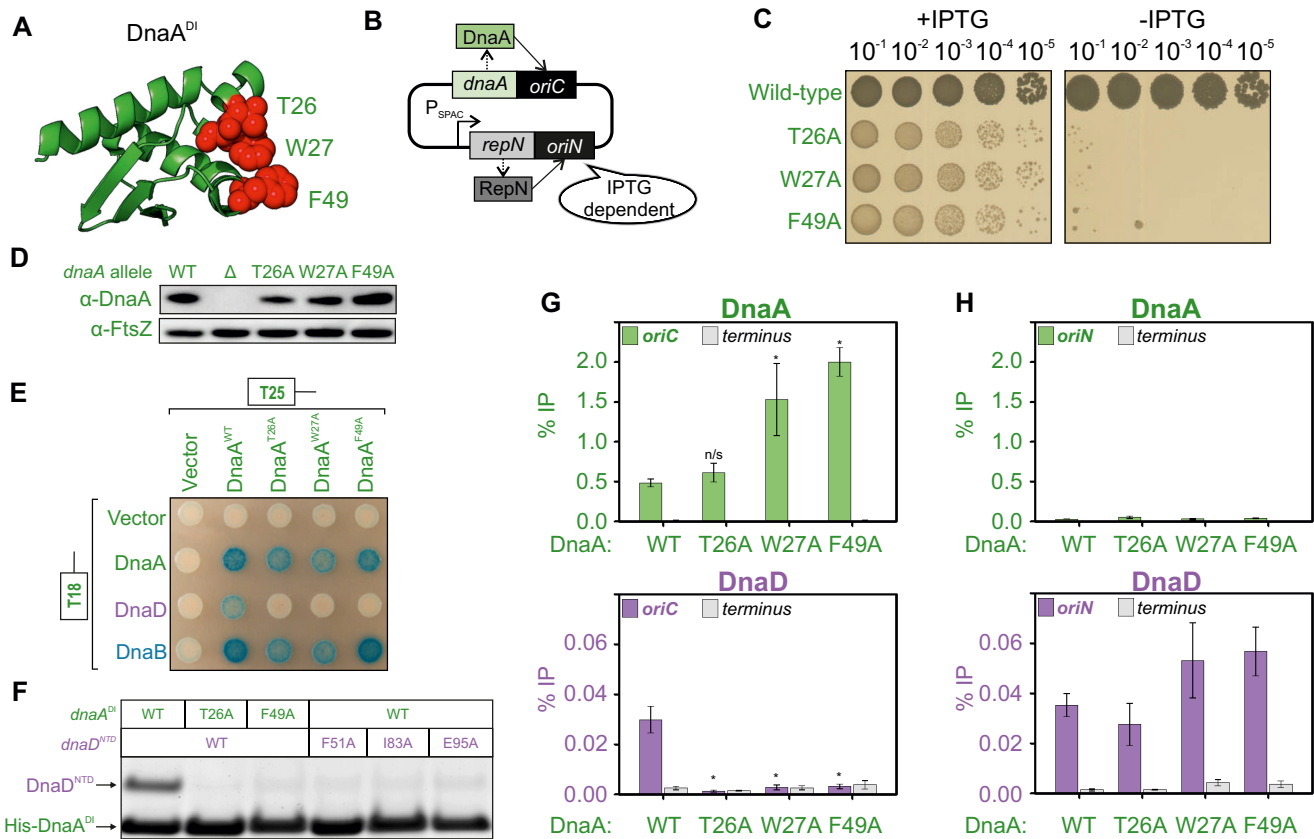 A
DnaA^DI
T26
W27
F49
B
DnaA
dnaA
oriC
P_SPAC
repN
oriN
RepN
IPTG
dependent
C
+IPTG
-IPTG
10^-1 10^-2 10^-3 10^-4 10^-5
10^-1 10^-2 10^-3 10^-4 10^-5
Wild-type
T26A
W27A
F49A
D
dnaA allele WT Δ T26A W27A F49A
α-DnaA
α-FtsZ
E
T25
Vector
DnaA^WT
DnaA^T26A
DnaA^W27A
DnaA^F49A
T18
Vector
DnaA
DnaD
DnaB
F
dnaA^DI WT T26A F49A WT
dnaD^NTD WT F51A I83A E95A
DnaD^NTD
His-DnaA^DI
G
DnaA
oriC terminus
% IP
2.0
1.5
1.0
0.5
0.0
n/s
*
*
DnaA: WT T26A W27A F49A
DnaD
oriC terminus
% IP
0.06
0.04
0.02
0.00
*
*
*
DnaA: WT T26A W27A F49A
H
DnaA
oriN terminus
% IP
2.0
1.5
1.0
0.5
0.0
DnaA: WT T26A W27A F49A
DnaD
oriN terminus
% IP
0.06
0.04
0.02
0.00
DnaA: WT T26A W27A F49A